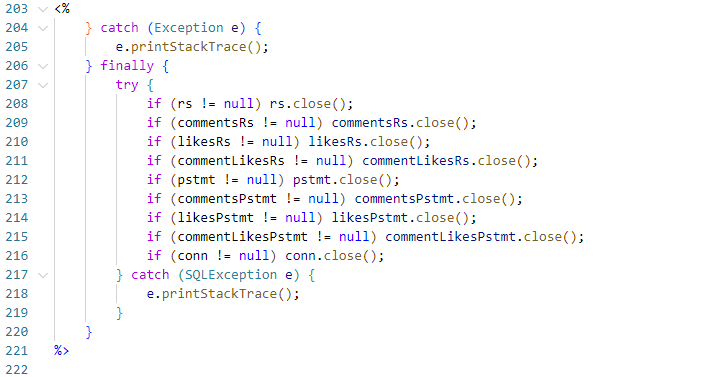 203 <%
204 } catch (Exception e) {
205 e.printStackTrace();
206 } finally {
207 try {
208 if (rs != null) rs.close();
209 if (commentsRs != null) commentsRs.close();
210 if (likesRs != null) likesRs.close();
211 if (commentLikesRs != null) commentLikesRs.close();
212 if (pstmt != null) pstmt.close();
213 if (commentsPstmt != null) commentsPstmt.close();
214 if (likesPstmt != null) likesPstmt.close();
215 if (commentLikesPstmt != null) commentLikesPstmt.close();
216 if (conn != null) conn.close();
217 } catch (SQLException e) {
218 e.printStackTrace();
219 }
220 }
221 %>
222